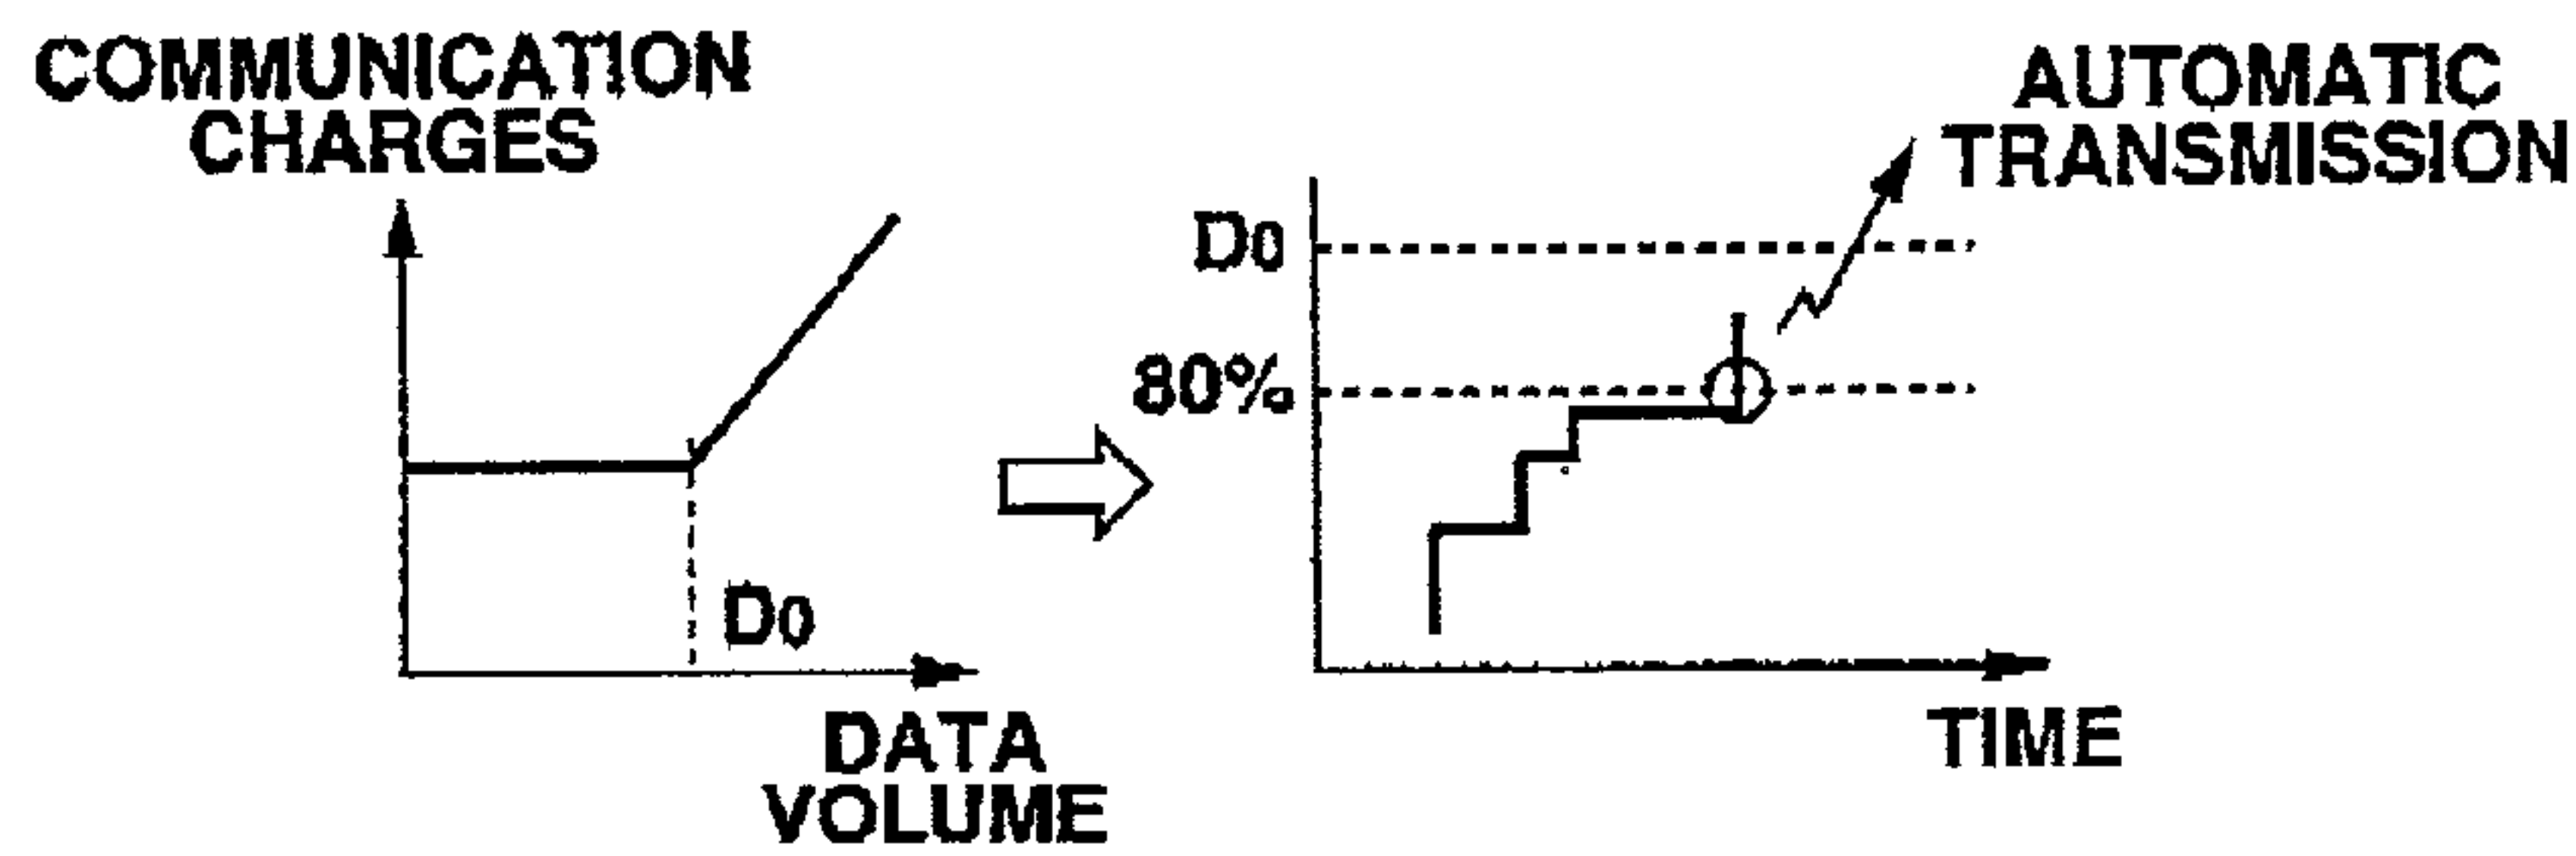 COMMUNICATION
CHARGES
D0
DATA
VOLUME
AUTOMATIC
TRANSMISSION
D0
80%
TIME